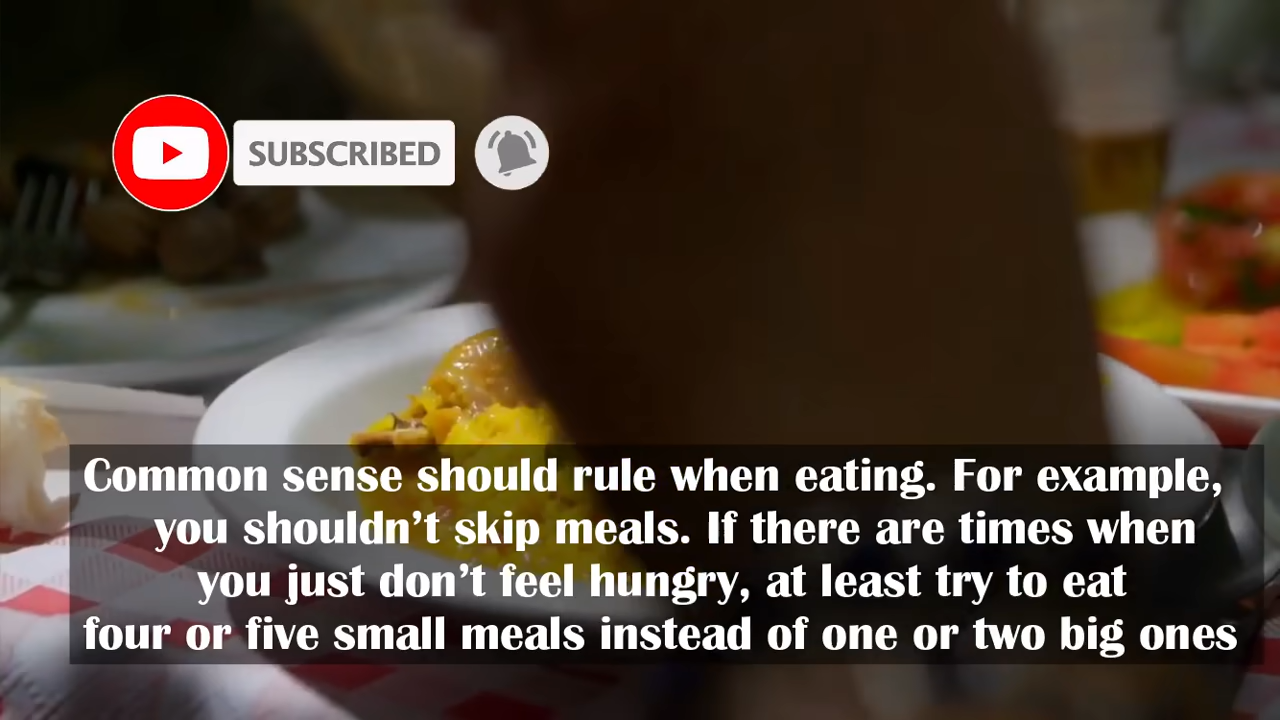 SUBSCRIBED
Common sense should rule when eating. For example,
you shouldn’t skip meals. If there are times when
you just don’t feel hungry, at least try to eat
four or five small meals instead of one or two big ones